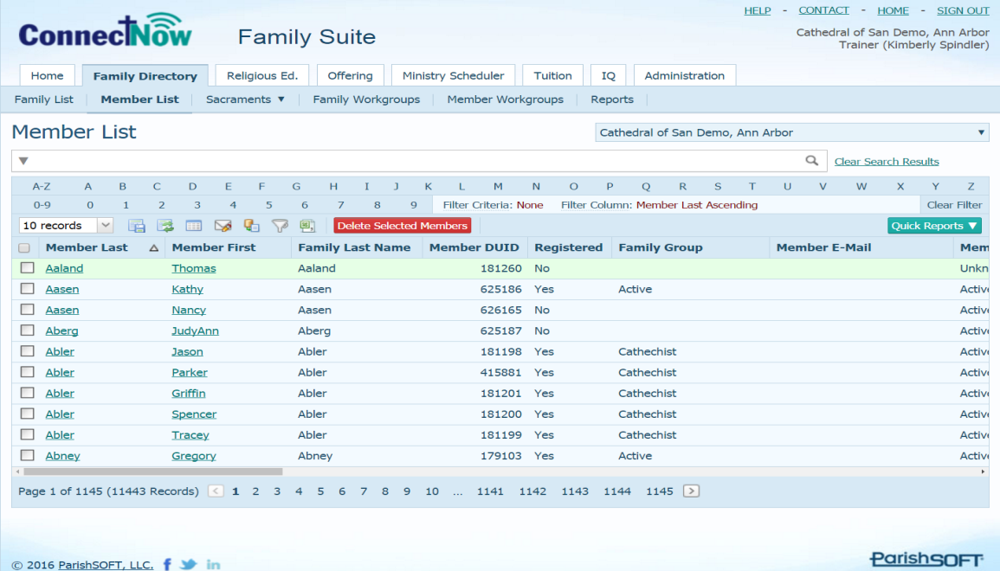 HELP - CONTACT - HOME - SIGN OUT
ConnectNow
Family Suite
Cathedral of San Demo, Ann Arbor
Trainer (Kimberly Spindler)
Home Family Directory Religious Ed. Offering Ministry Scheduler Tuition IQ Administration
Family List Member List Sacraments ▼ Family Workgroups Member Workgroups Reports
Member List
Cathedral of San Demo, Ann Arbor
Clear Search Results
A-Z A B C D E F G H I J K L M N O P Q R S T U V W X Y Z
0-9 0 1 2 3 4 5 6 7 8 9 Filter Criteria: None Filter Column: Member Last Ascending Clear Filter
10 records Delete Selected Members Quick Reports ▼
Member Last Member First Family Last Name Member DUID Registered Family Group Member E-Mail Mem
Aaland Thomas Aaland 181260 No Unkn
Aasen Kathy Aasen 625186 Yes Active Activ
Aasen Nancy Aasen 626165 No Activ
Aberg JudyAnn Aberg 625187 No Activ
Abler Jason Abler 181198 Yes Cathechist Activ
Abler Parker Abler 415881 Yes Cathechist Activ
Abler Griffin Abler 181201 Yes Cathechist Activ
Abler Spencer Abler 181200 Yes Cathechist Activ
Abler Tracey Abler 181199 Yes Cathechist Activ
Abney Gregory Abney 179103 Yes Active Activ
Page 1 of 1145 (11443 Records) < 1 2 3 4 5 6 7 8 9 10 ... 1141 1142 1143 1144 1145 >
© 2016 ParishSOFT, LLC. f in
ParishSOFT